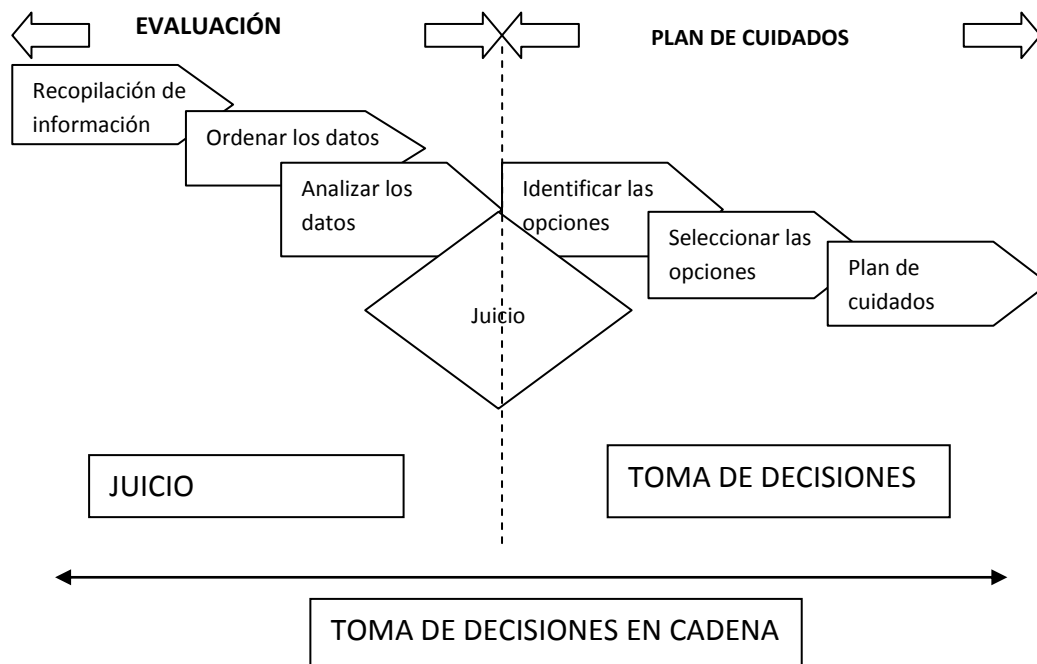 EVALUACIÓN
PLAN DE CUIDADOS
Recopilación de
información
Ordenar los datos
Analizar los
datos
Identificar las
opciones
Seleccionar las
opciones
Plan de
cuidados
Juicio
JUICIO
TOMA DE DECISIONES
TOMA DE DECISIONES EN CADENA